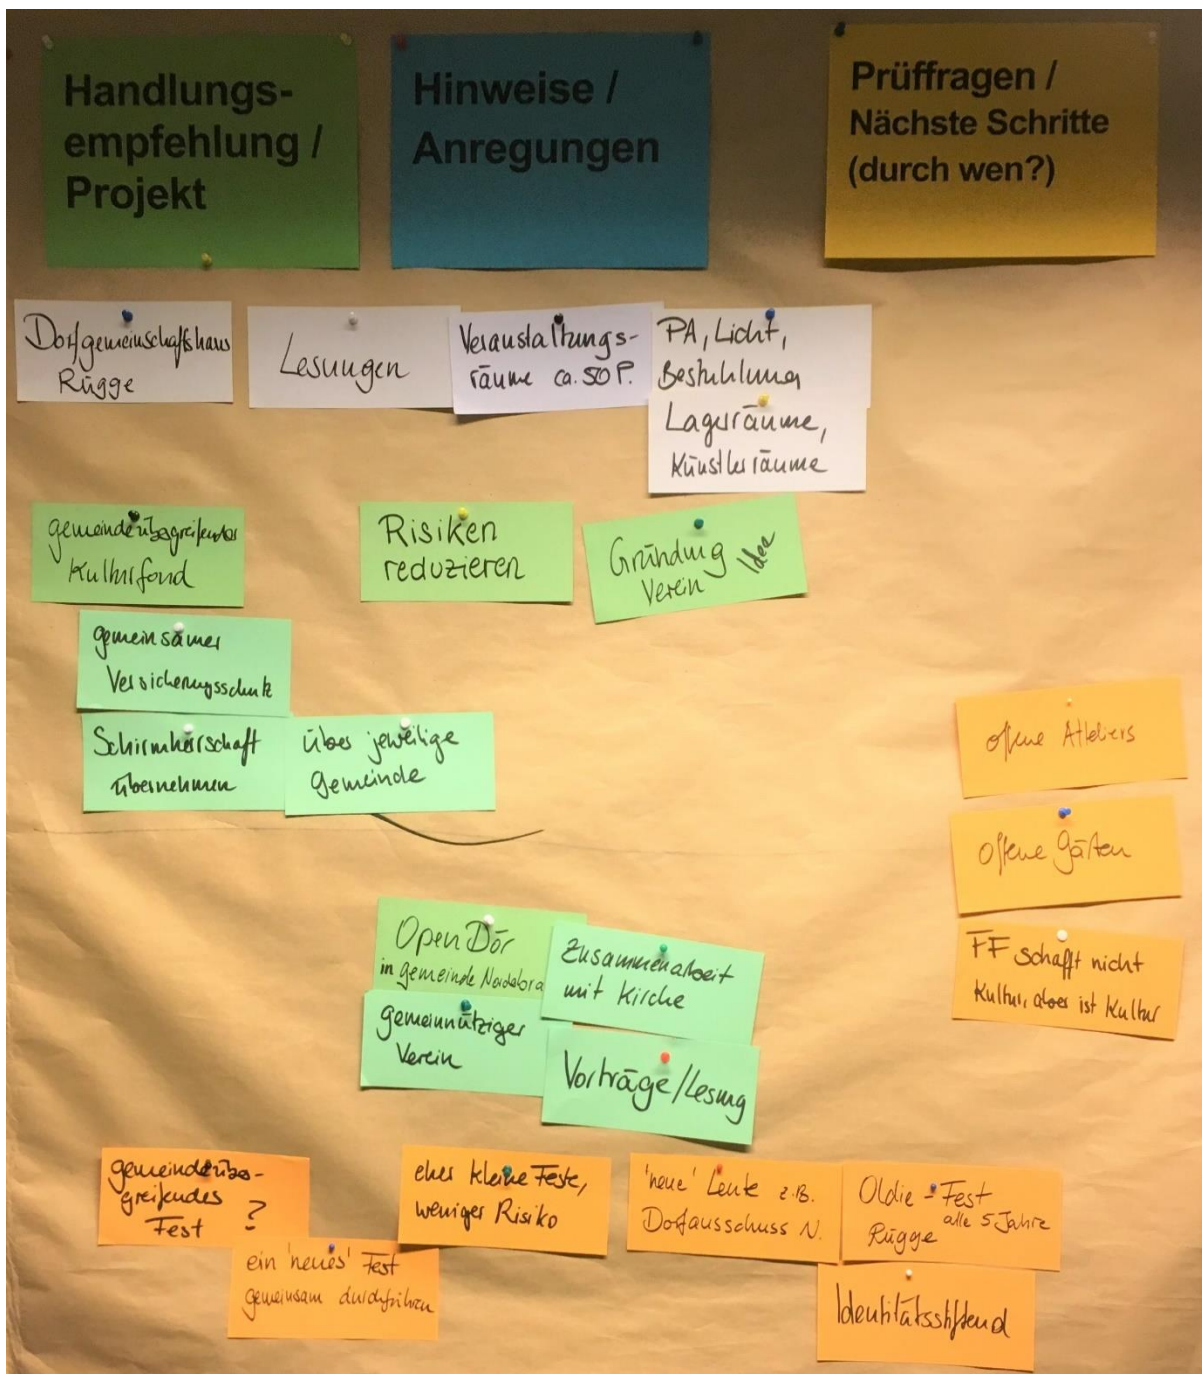 Handlungs-
empfehlung /
Projekt
Hinweise /
Anregungen
Prüffragen /
Nächste Schritte
(durch wen?)
Dorfgemeinschaftshaus
Rügge
Lesungen
Veranstaltungs-
räume ca. 50 P.
PA, Licht,
Bestuhlung
Lagerräume,
Künstlerräume
gemeindeübergreifender
Kulturfond
Risiken
reduzieren
Gründung
Verein
Idee
gemeinsamer
Versicherungsschutz
Schirmherrschaft
übernehmen
über jeweilige
Gemeinde
offene Atteliers
offene Gärten
FF schafft nicht
Kultur, aber ist Kultur
Open Dör
in Gemeinde
gemeinnütziger
Verein
Zusammenarbeit
mit Kirche
Vorträge/Lesung
gemeindeüber-
greifendes
Fest ?
ein 'neues' Fest
gemeinsam durchführen
eher kleine Feste,
weniger Risiko
'neue' Leute z.B.
Dorfausschuss N.
Oldie - Fest
alle 5 Jahre
Rügge
Identitätsstiftend